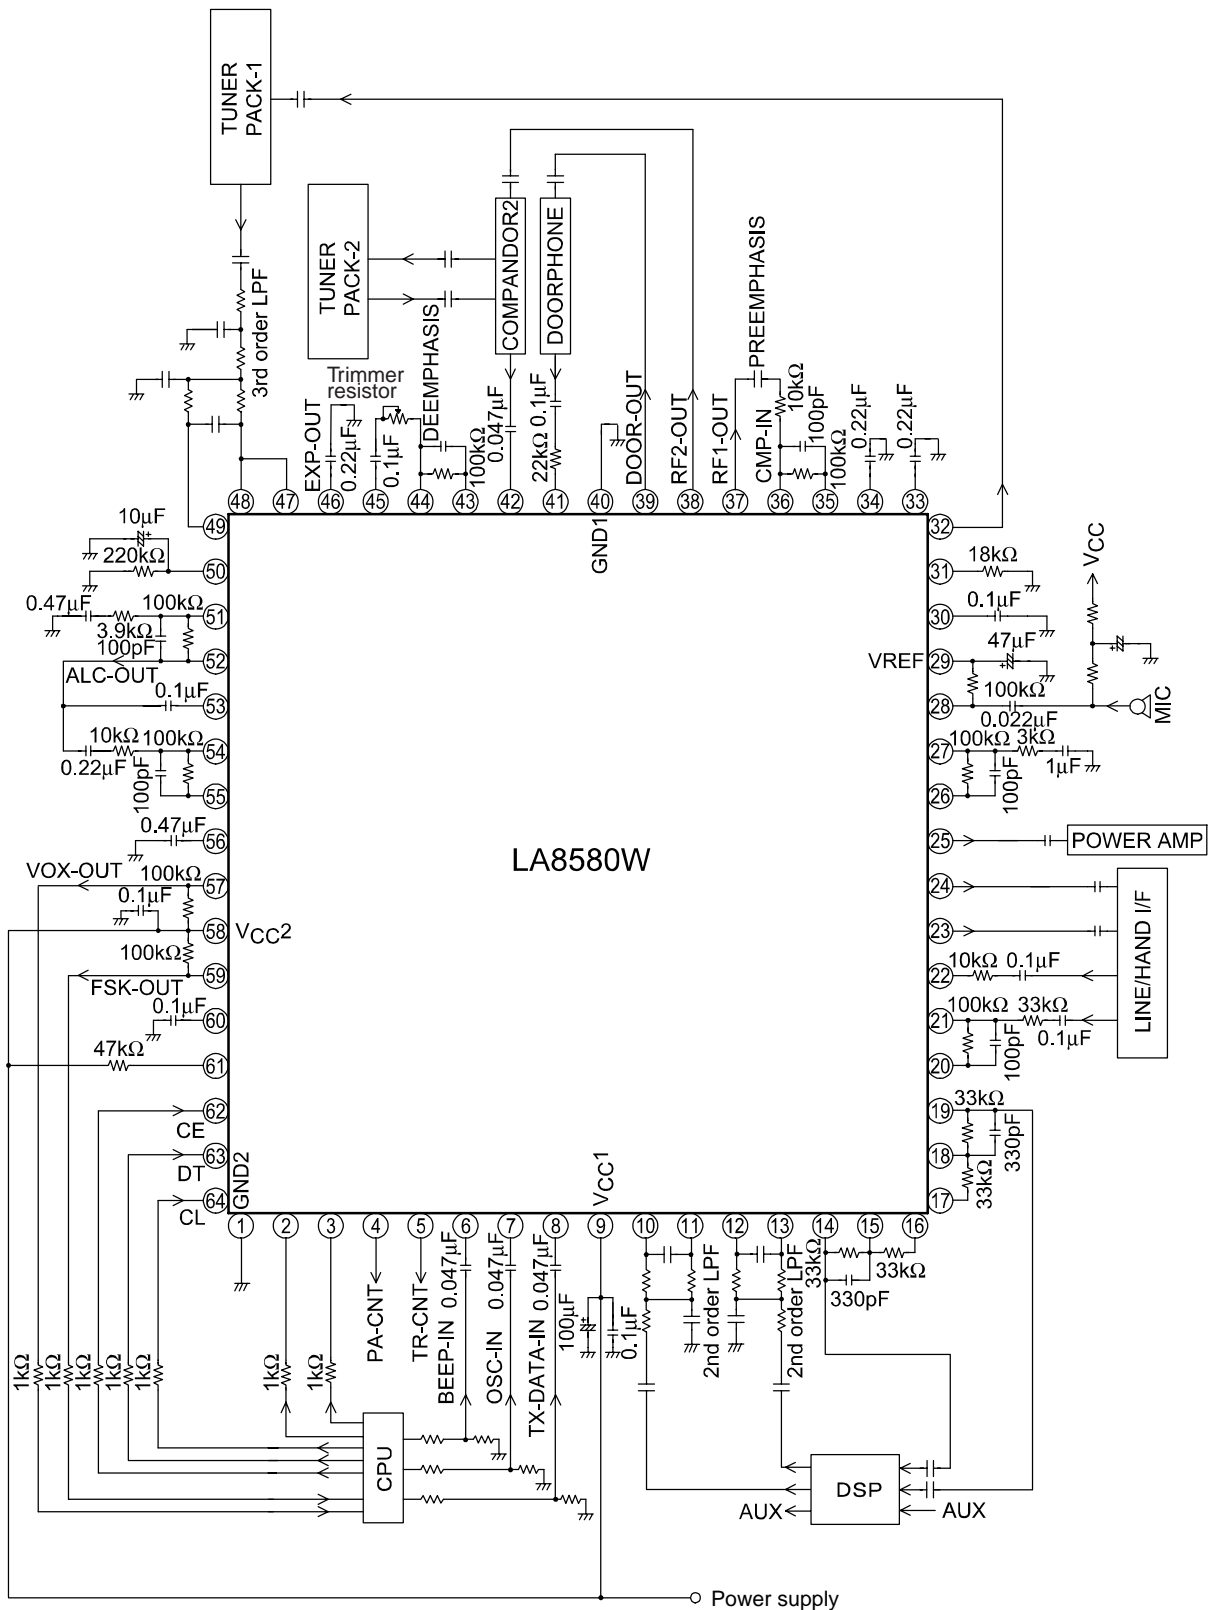 TUNER
PACK-1
3rd order LPF
TUNER
PACK-2
COMPANDOR2
DOORPHONE
Trimmer
resistor
DEEMPHASIS
PREEMPHASIS
EXP-OUT
0.22µF
0.1µF
100kΩ
0.047µF
0.1µF
22kΩ
DOOR-OUT
RF2-OUT
RF1-OUT
CMP-IN
10kΩ
100pF
100kΩ
0.22µF
0.22µF
48
47
46
45
44
43
42
41
40
39
38
37
36
35
34
33
GND1
49
10µF
220kΩ
50
0.47µF
100kΩ
51
3.9kΩ
100pF
52
ALC-OUT
0.1µF
53
10kΩ
100kΩ
54
0.22µF
100pF
55
0.47µF
56
VOX-OUT
100kΩ
57
0.1µF
58
VCC2
100kΩ
59
FSK-OUT
0.1µF
60
47kΩ
61
62
CE
63
DT
64
CL
GND2
LA8580W
32
VCC
18kΩ
31
0.1µF
30
VREF
29
47µF
100kΩ
28
0.022µF
MIC
100kΩ
3kΩ
27
1µF
100pF
26
25
POWER AMP
24
23
LINE/HAND I/F
22
10kΩ
0.1µF
21
100kΩ
33kΩ
0.1µF
100pF
20
19
33kΩ
330pF
18
33kΩ
17
VCC1
1
2
3
4
5
6
7
8
9
10
11
12
13
14
15
16
PA-CNT
TR-CNT
BEEP-IN 0.047µF
OSC-IN 0.047µF
TX-DATA-IN 0.047µF
100µF
0.1µF
2nd order LPF
2nd order LPF
33kΩ
33kΩ
330pF
1kΩ
1kΩ
1kΩ
1kΩ
1kΩ
1kΩ
1kΩ
CPU
DSP
AUX
AUX
Power supply